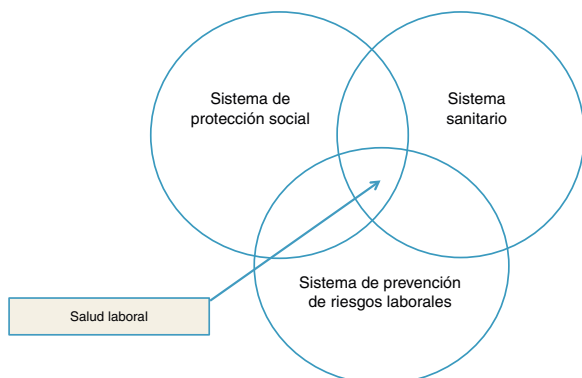 Sistema de
protección social
Sistema
sanitario
Sistema de prevención
de riesgos laborales
Salud laboral